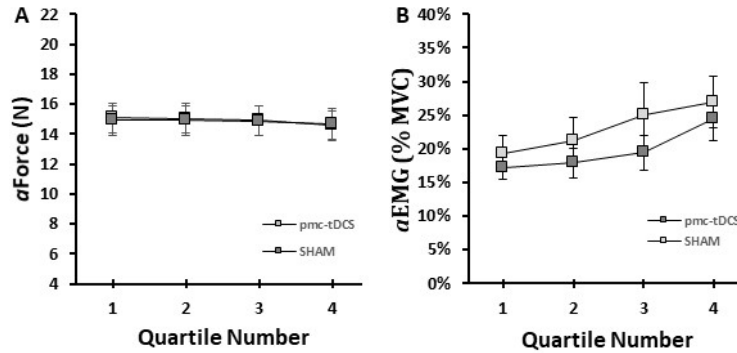 A
22
20
18
16
14
12
10
8
6
4
aForce (N)
pmc-tDCS
SHAM
1 2 3 4
Quartile Number
B
40%
35%
30%
25%
20%
15%
10%
5%
0%
aEMG (% MVC)
pmc-tDCS
SHAM
1 2 3 4
Quartile Number